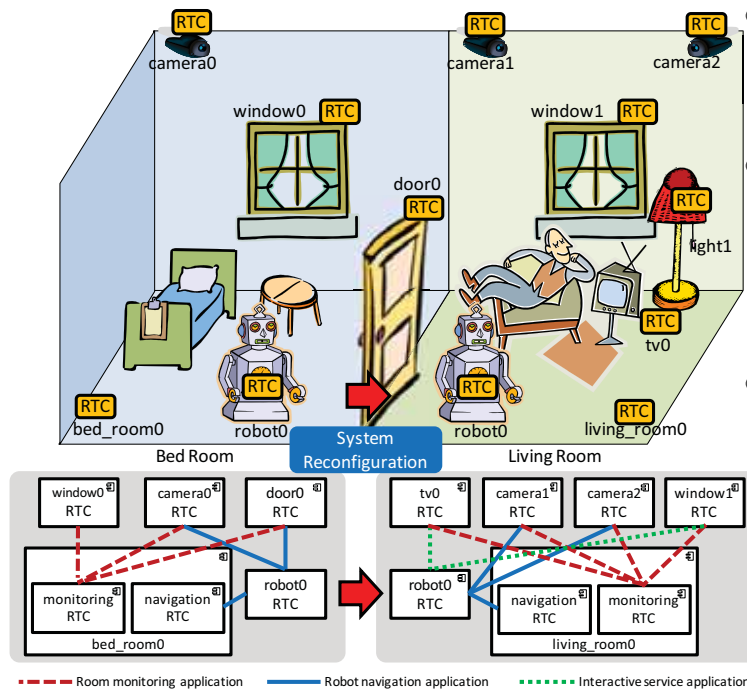 RTC
RTC
RTC
camera0
camera1
camera2
window0
RTC
window1
RTC
door0
RTC
RTC
light1
RTC
tv0
RTC
bed_room0
RTC
robot0
RTC
robot0
RTC
living_room0
Bed Room
System
Reconfiguration
Living Room
window0
RTC
camera0
RTC
door0
RTC
monitoring
RTC
navigation
RTC
bed_room0
robot0
RTC
tv0
RTC
camera1
RTC
camera2
RTC
window1
RTC
robot0
RTC
navigation
RTC
monitoring
RTC
living_room0
Room monitoring application
Robot navigation application
Interactive service application